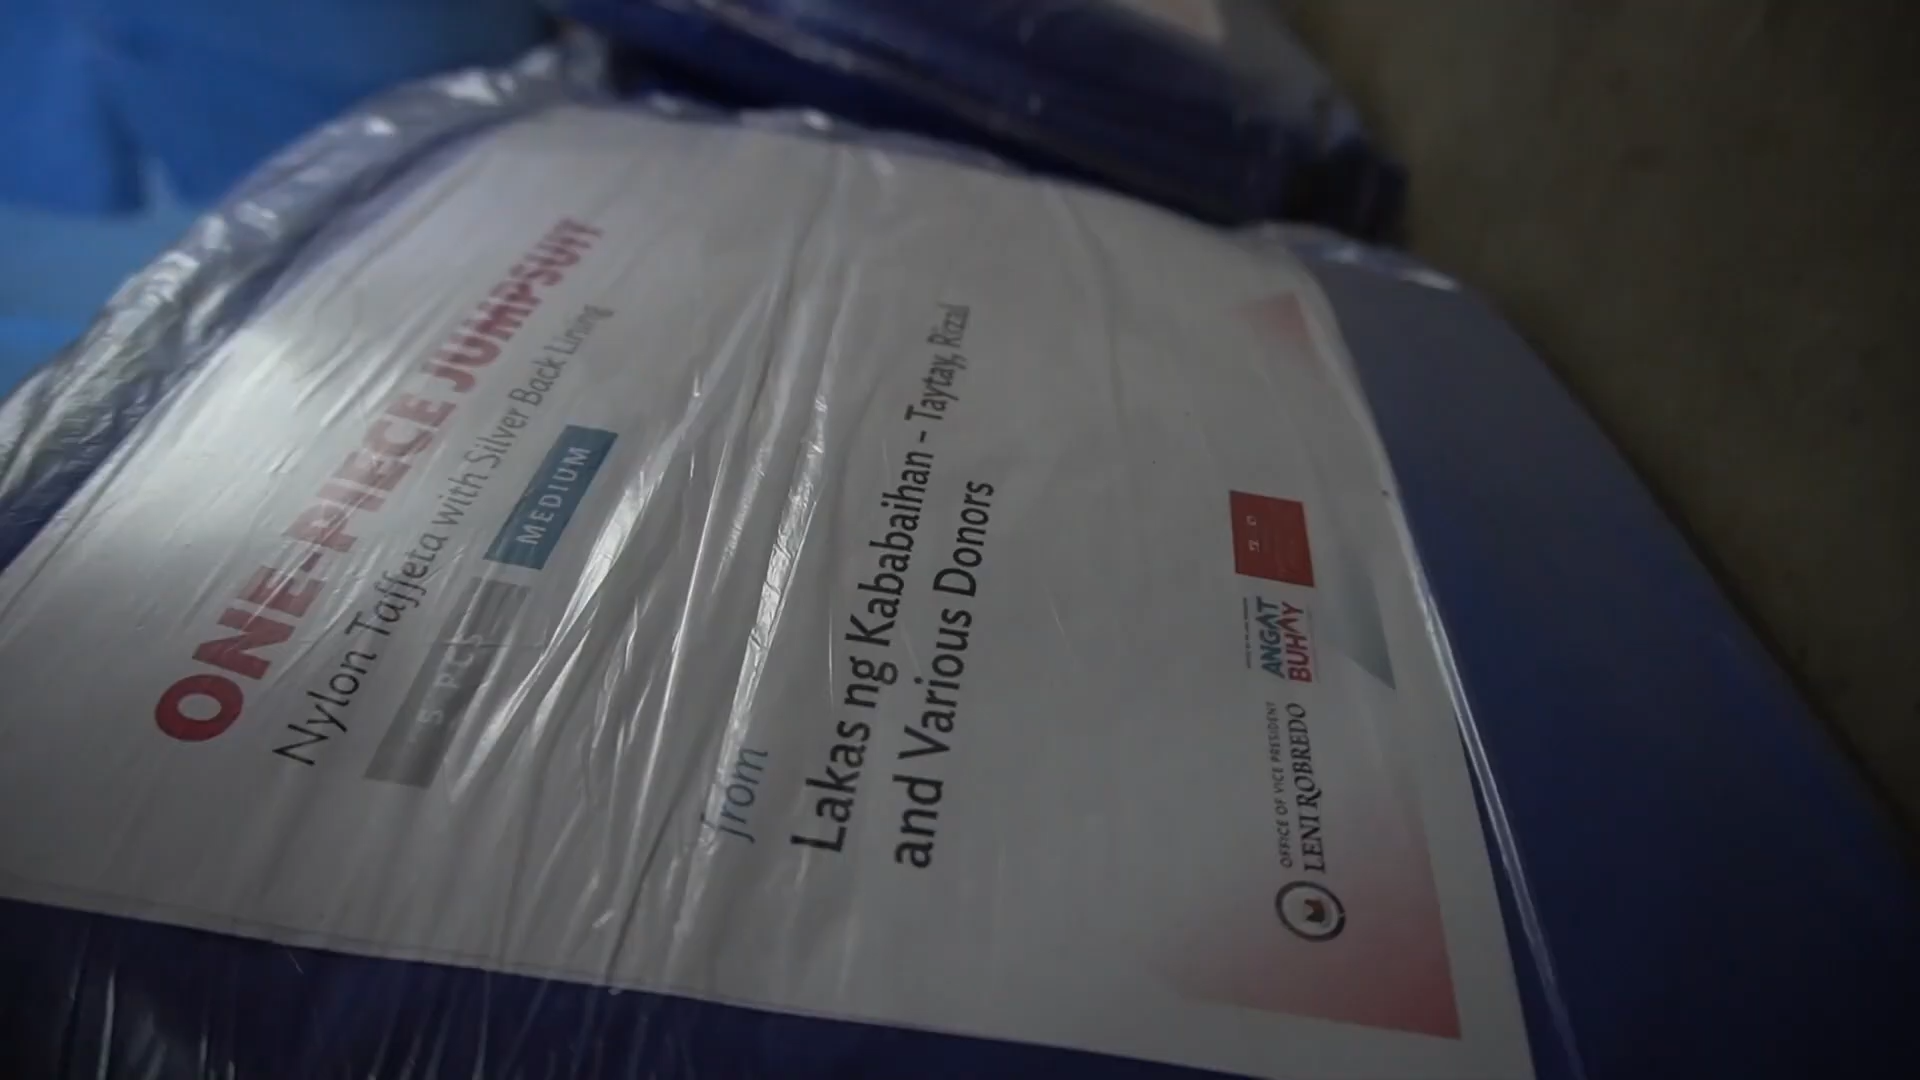 ONE-PIECE JUMPSUIT
Nylon Taffeta with Silver Back Lining
5 PCS
MEDIUM
from
Lakas ng Kababaihan - Taytay, Rizal
and Various Donors
OFFICE OF VICE PRESIDENT
LENI ROBREDO
ANGAT
BUHAY